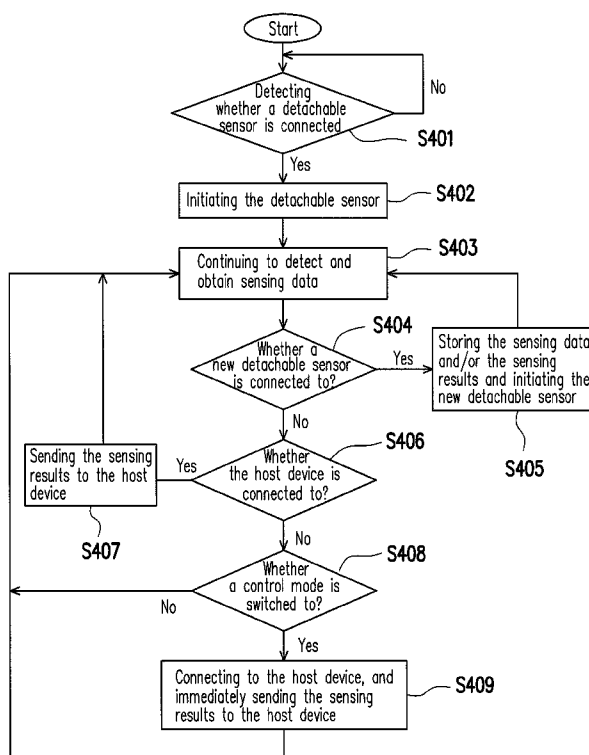 Start
Detecting
whether a detachable
sensor is connected
No
S401
Yes
Initiating the detachable sensor
S402
Continuing to detect and
obtain sensing data
S403
Whether a
new detachable sensor
is connected to?
S404
Yes
Storing the sensing data
and/or the sensing
results and initiating the
new detachable sensor
S405
No
Whether
the host device is
connected to?
S406
Yes
Sending the sensing
results to the host
device
S407
No
Whether
a control mode is
switched to?
S408
No
Yes
Connecting to the host device, and
immediately sending the sensing
results to the host device
S409